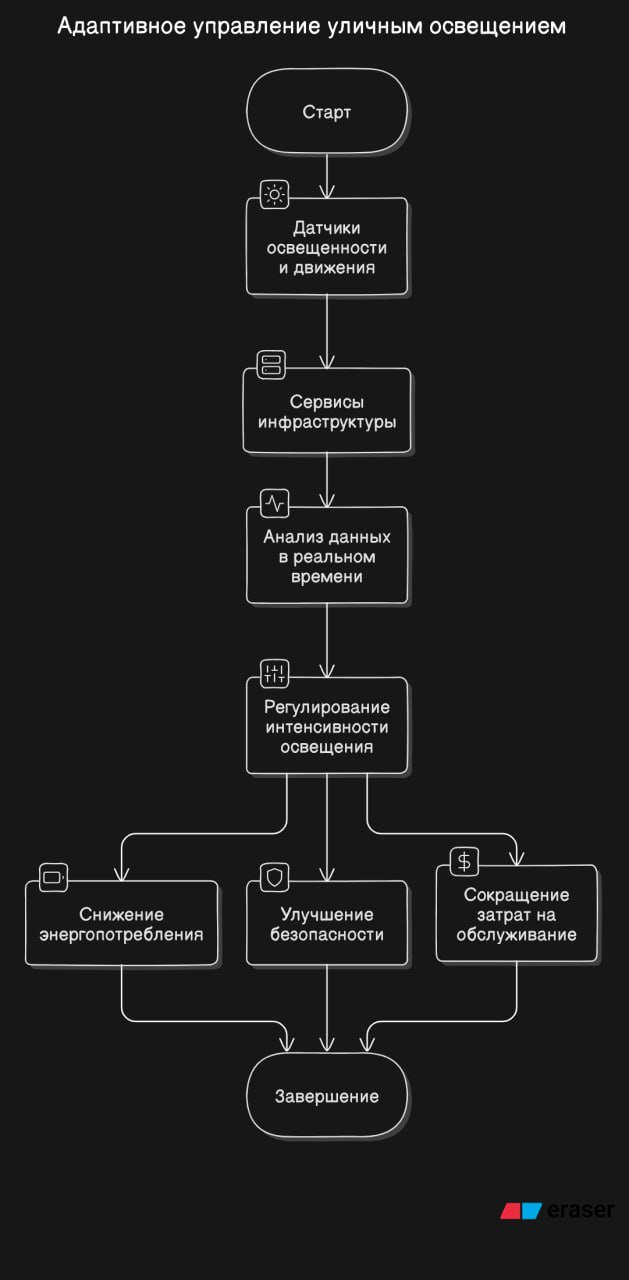 Адаптивное управление уличным освещением
Старт
Датчики
освещенности
и движения
Сервисы
инфраструктуры
Анализ данных
в реальном
времени
Регулирование
интенсивности
освещения
Снижение
энергопотребления
Улучшение
безопасности
Сокращение
затрат на
обслуживание
Завершение
eraser